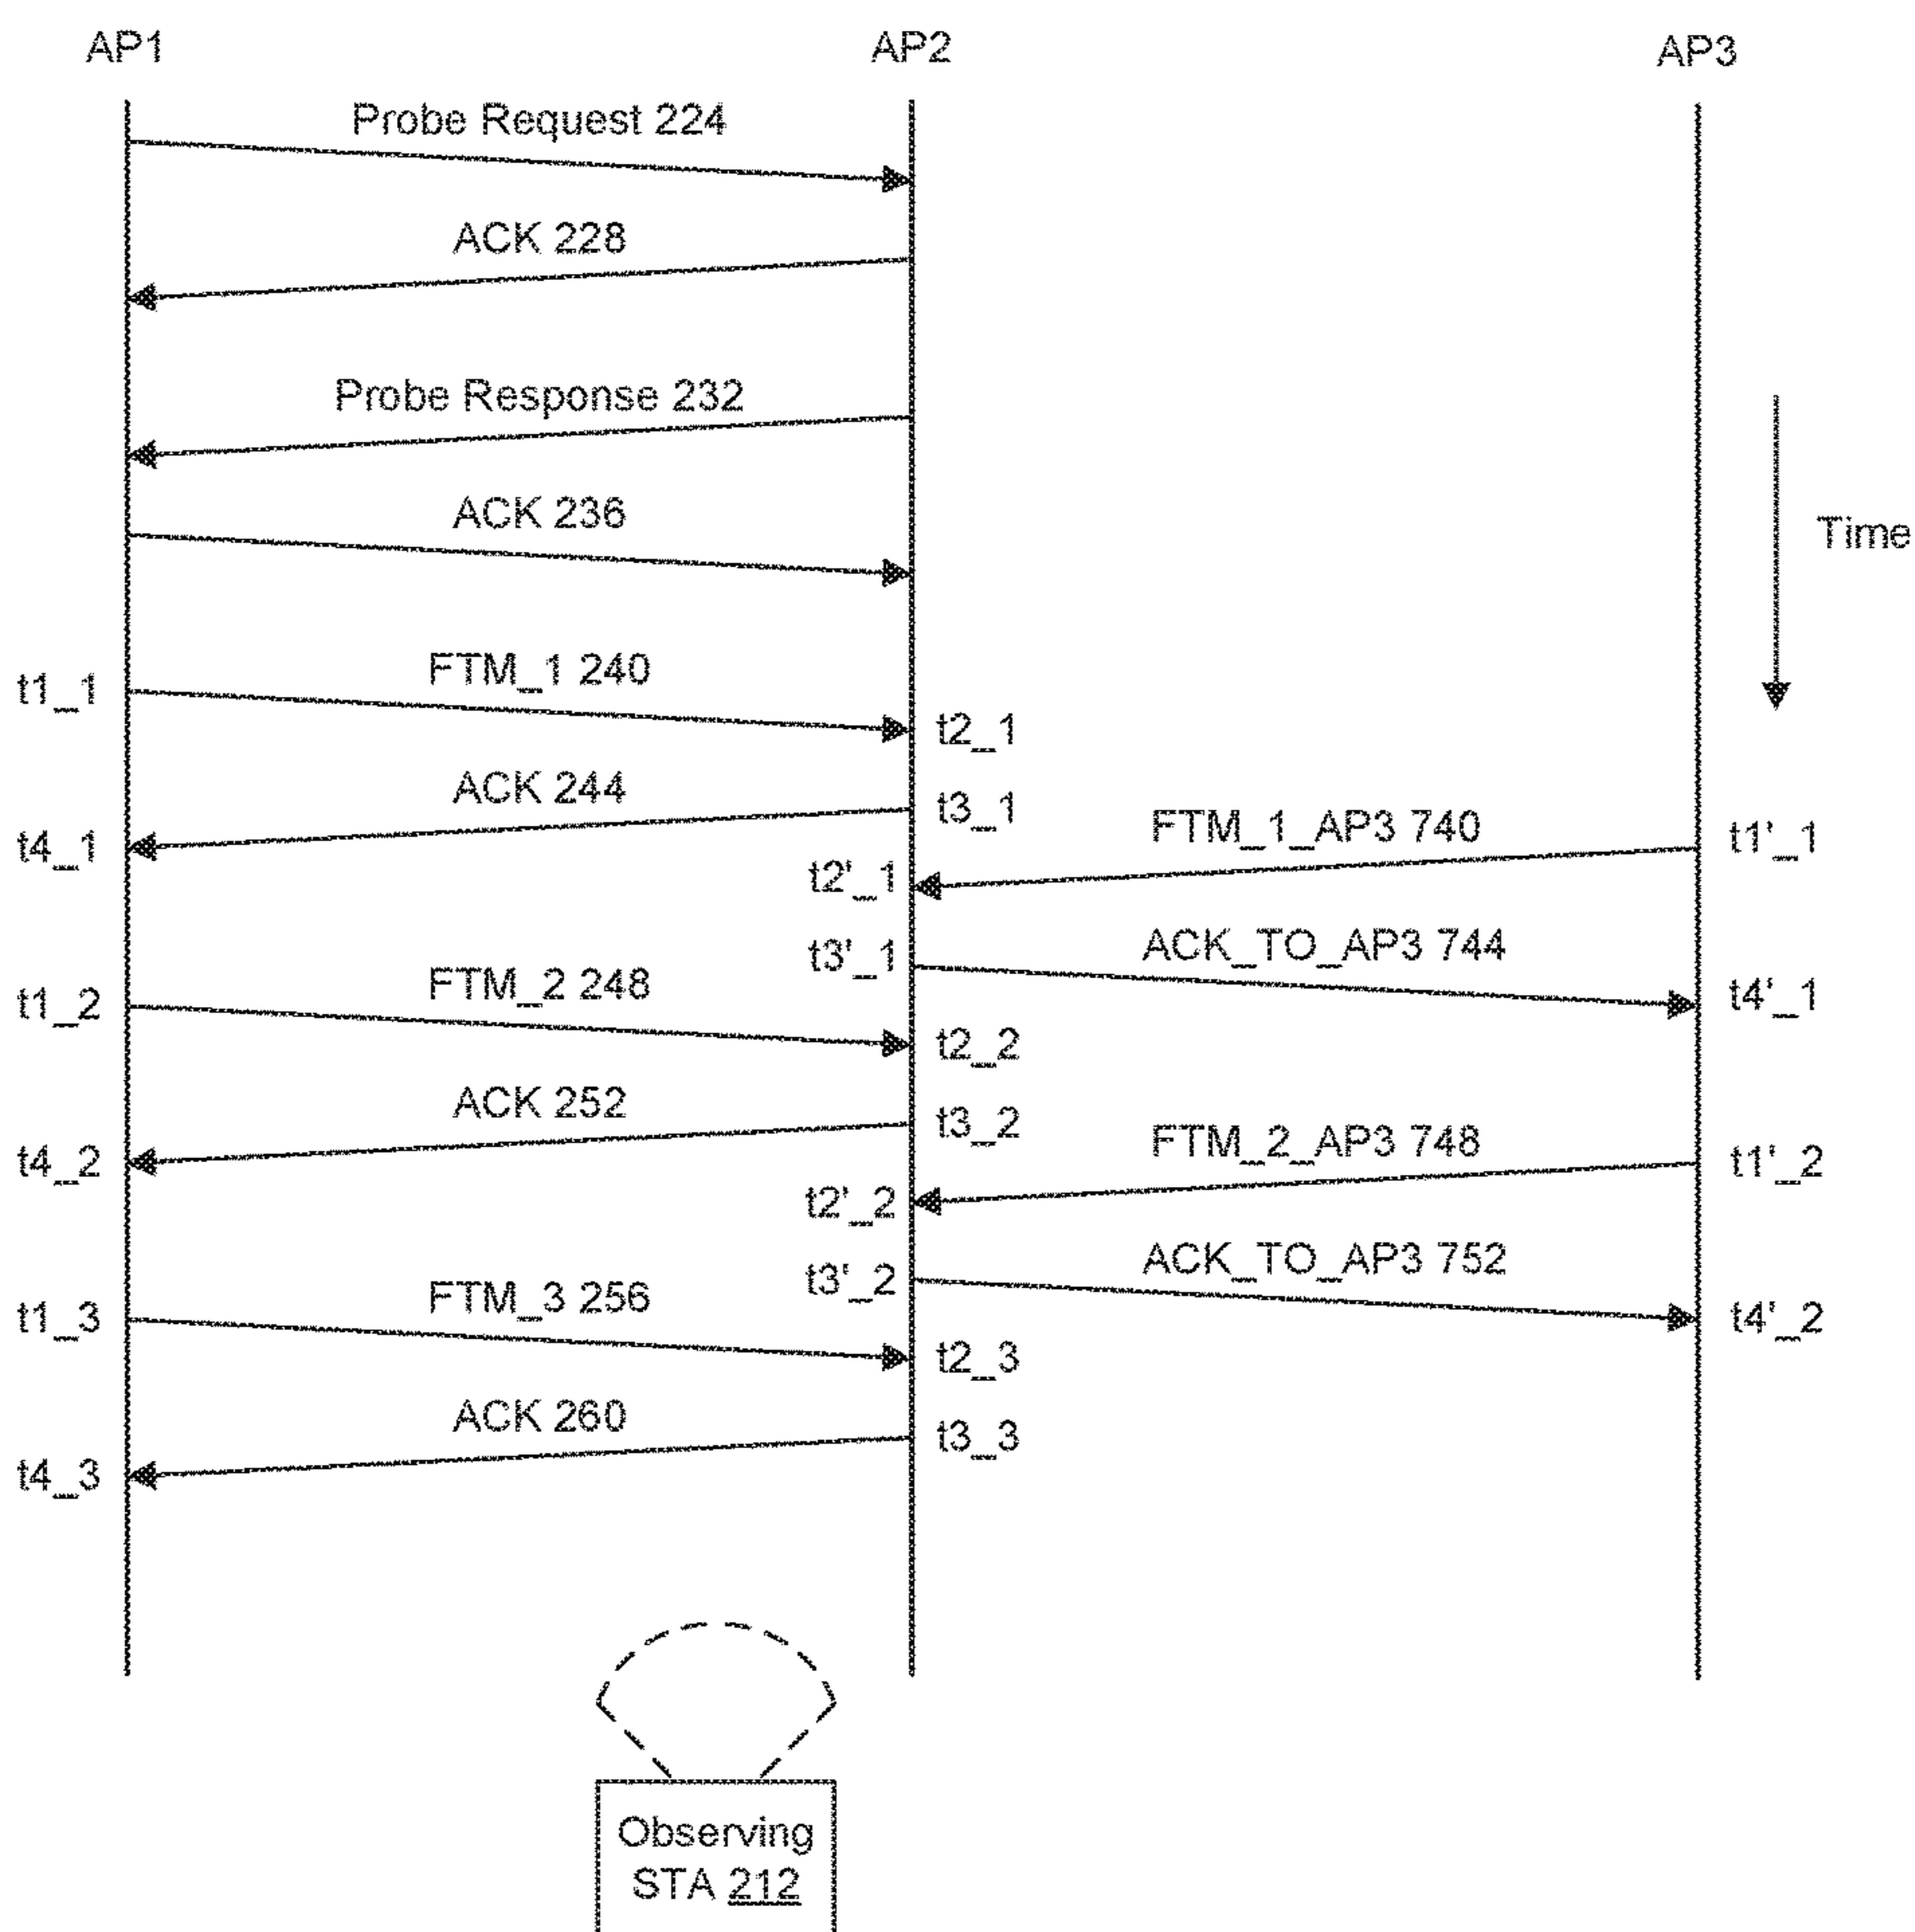 AP1
AP2
AP3
Probe Request 224
ACK 228
Probe Response 232
ACK 236
Time
FTM_1 240
t1_1
t2_1
ACK 244
t3_1
t4_1
FTM_1_AP3 740
t1'_1
t2'_1
ACK_TO_AP3 744
t3'_1
t4'_1
FTM_2 248
t1_2
t2_2
ACK 252
t3_2
t4_2
FTM_2_AP3 748
t1'_2
t2'_2
ACK_TO_AP3 752
t3'_2
t4'_2
FTM_3 256
t1_3
t2_3
ACK 260
t3_3
t4_3
Observing
STA 212